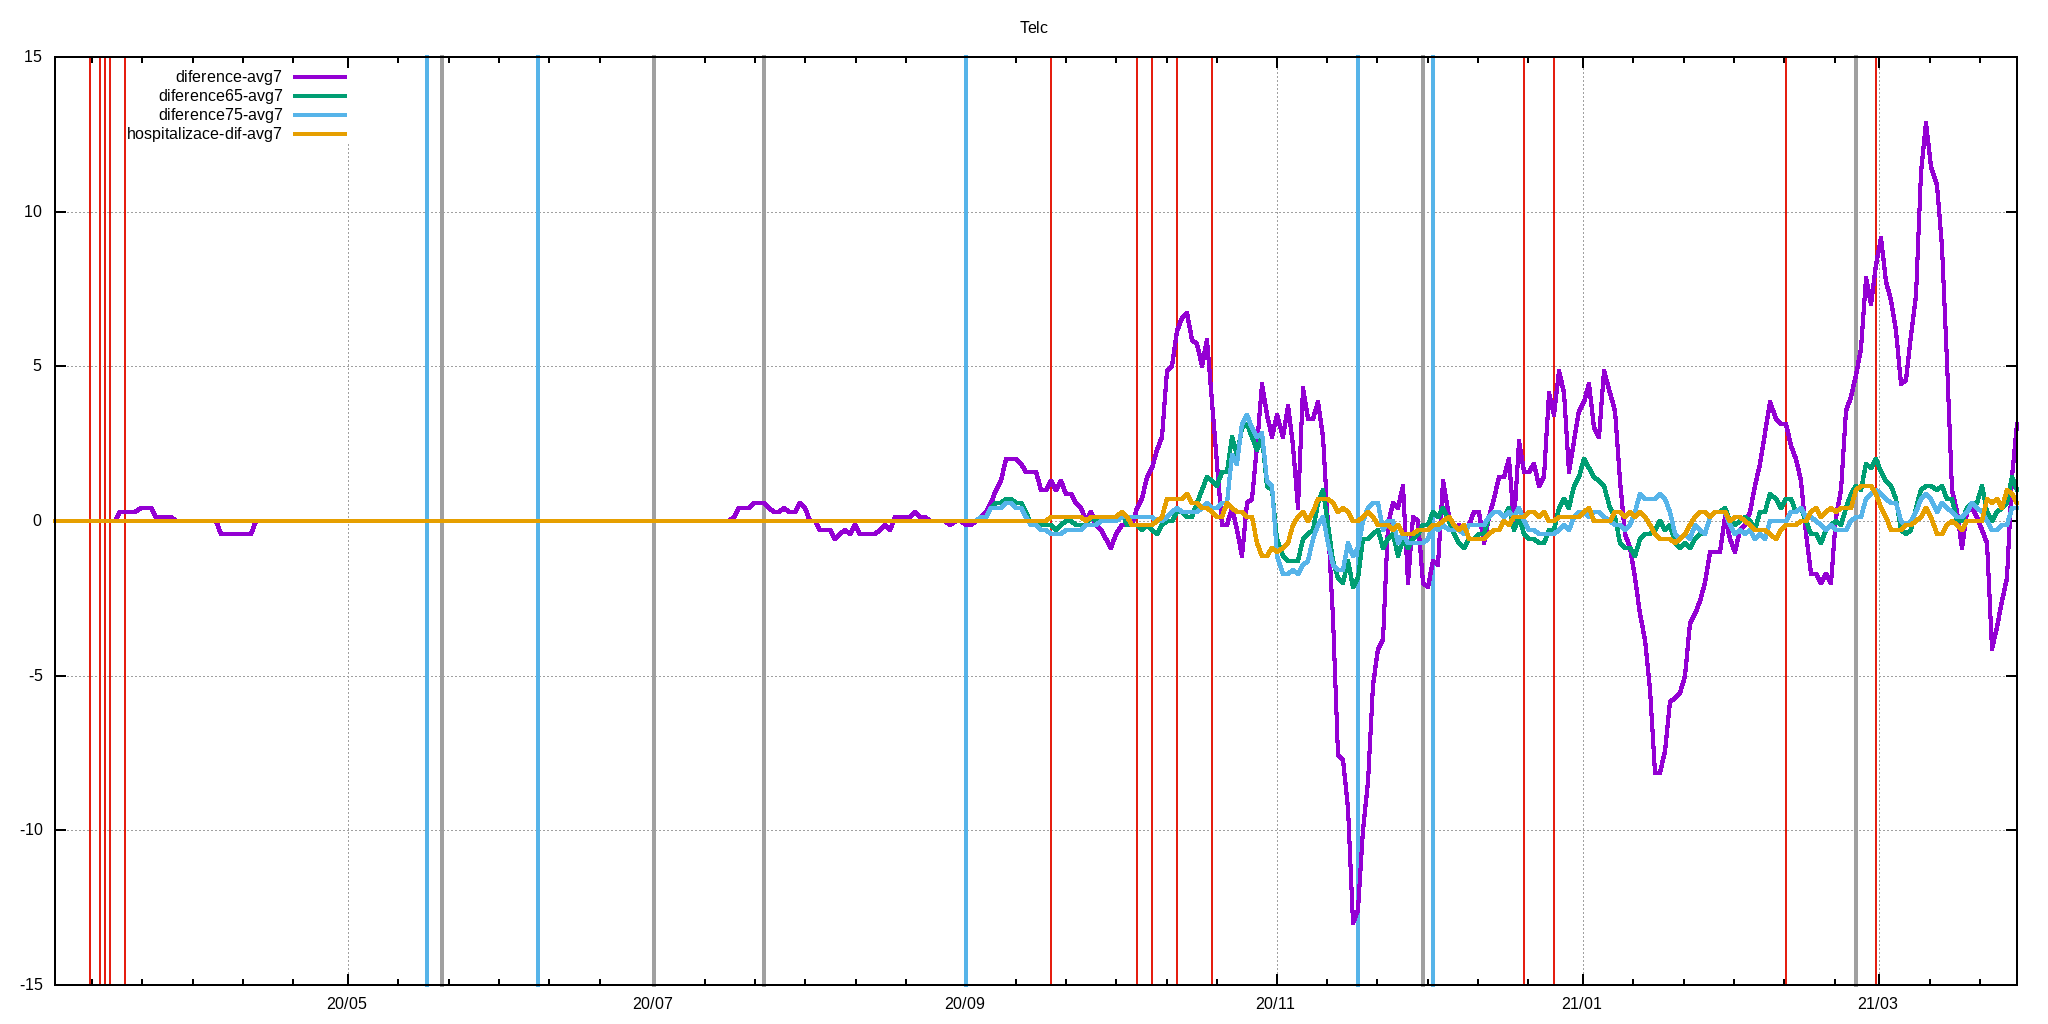 Telc
15
diference-avg7
diference65-avg7
diference75-avg7
hospitalizace-dif-avg7
10
5
0
-5
-10
-15
20/05 20/07 20/09 20/11 21/01 21/03